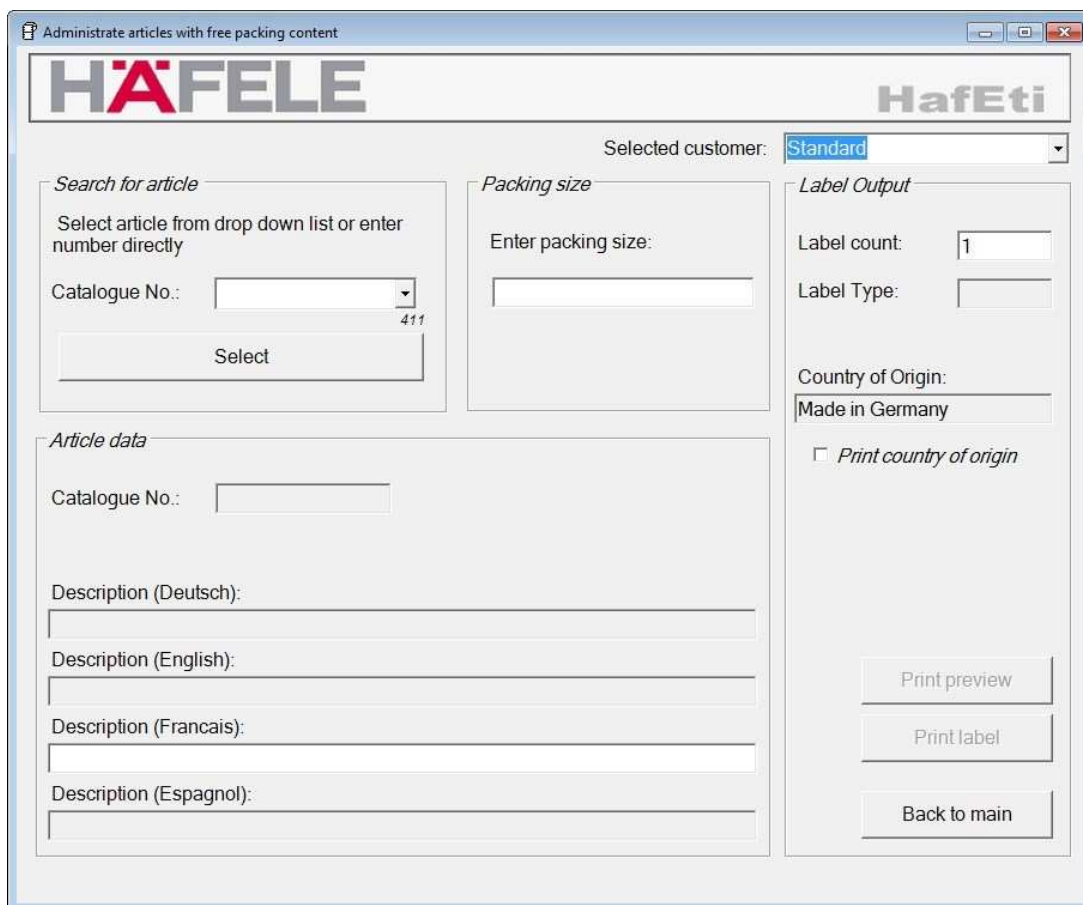 Administrate articles with free packing content
HÄFELE
HafEti
Selected customer: Standard
Search for article
Select article from drop down list or enter
number directly
Catalogue No.:
411
Select
Packing size
Enter packing size:
Label Output
Label count: 1
Label Type:
Country of Origin:
Made in Germany
Print country of origin
Article data
Catalogue No.:
Description (Deutsch):
Description (English):
Description (Francais):
Description (Espagnol):
Print preview
Print label
Back to main